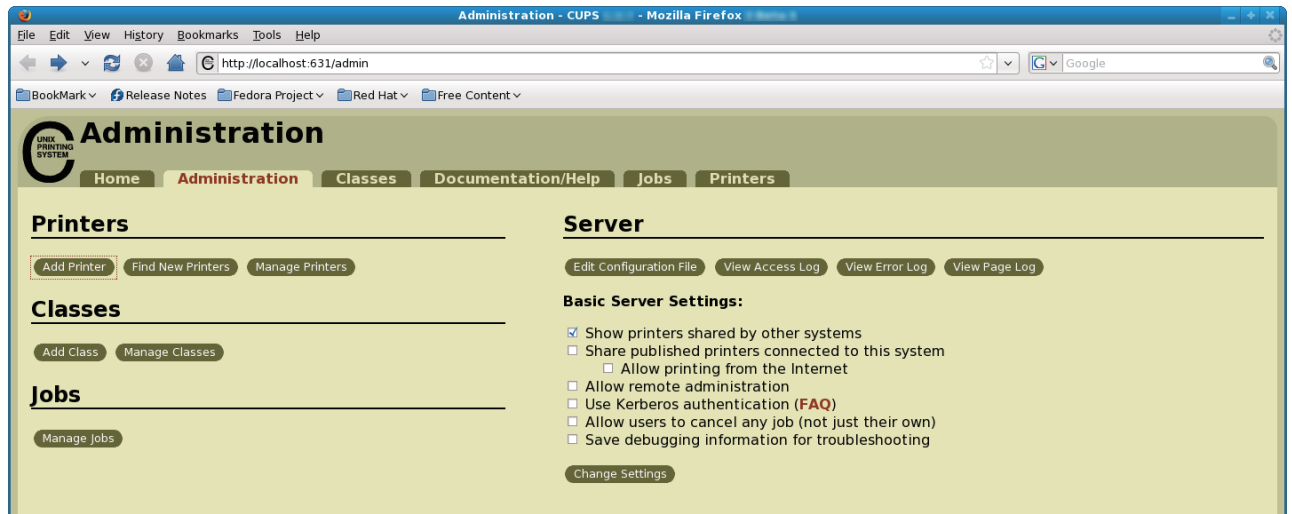 Administration - CUPS - Mozilla Firefox
File Edit View History Bookmarks Tools Help
http://localhost:631/admin
Google
BookMark Release Notes Fedora Project Red Hat Free Content
UNIX
PRINTING
SYSTEM
Administration
Home Administration Classes Documentation/Help Jobs Printers
Printers
Add Printer Find New Printers Manage Printers
Classes
Add Class Manage Classes
Jobs
Manage Jobs
Server
Edit Configuration File View Access Log View Error Log View Page Log
Basic Server Settings:
Show printers shared by other systems
Share published printers connected to this system
Allow printing from the Internet
Allow remote administration
Use Kerberos authentication (FAQ)
Allow users to cancel any job (not just their own)
Save debugging information for troubleshooting
Change Settings